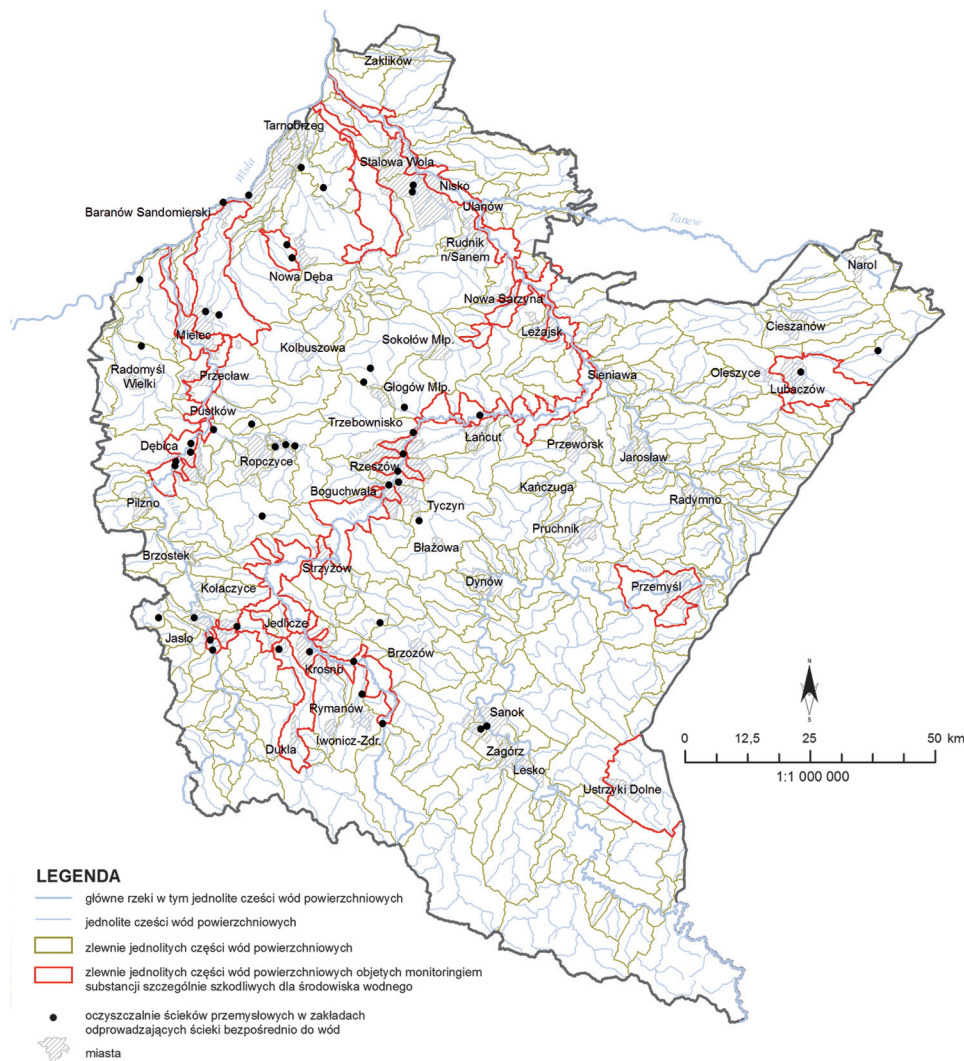 Zaklików
Tarnobrzeg
Stalowa Wola
Wisła
Nisko
Ulanów
Baranów Sandomierski
Tanew
Rudnik
n/Sanem
Narol
Nowa Dęba
Nowa Sarzyna
Leżajsk
Cieszanów
Mielec
Kolbuszowa
Sokołów Młp.
Radomyśl
Wielki
Przecław
Oleszyce
Lubaczów
Sieniawa
Głogów Młp.
Pustków
Trzebownisko
Dębica
Łańcut
Przeworsk
Jarosław
Ropczyce
Rzeszów
Boguchwała
Kańczuga
Radymno
Pilzno
Tyczyn
Pruchnik
Błażowa
Brzostek
Strzyżów
Dynów
San
Przemyśl
Kołaczyce
Jedlicze
Jasło
Brzozów
Krosno
Rymanów
Sanok
Iwonicz-Zdr.
Dukla
Zagórz
Lesko
Ustrzyki Dolne
N
S
0 12,5 25 50 km
1:1 000 000
LEGENDA
główne rzeki w tym jednolite cześci wód powierzchniowych
jednolite cześci wód powierzchniowych
zlewnie jednolitych części wód powierzchniowych
zlewnie jednolitych części wód powierzchniowych objetych monitoringiem
substancji szczególnie szkodliwych dla środowiska wodnego
oczyszczalnie ścieków przemysłowych w zakładach
odprowadzających ścieki bezpośrednio do wód
miasta